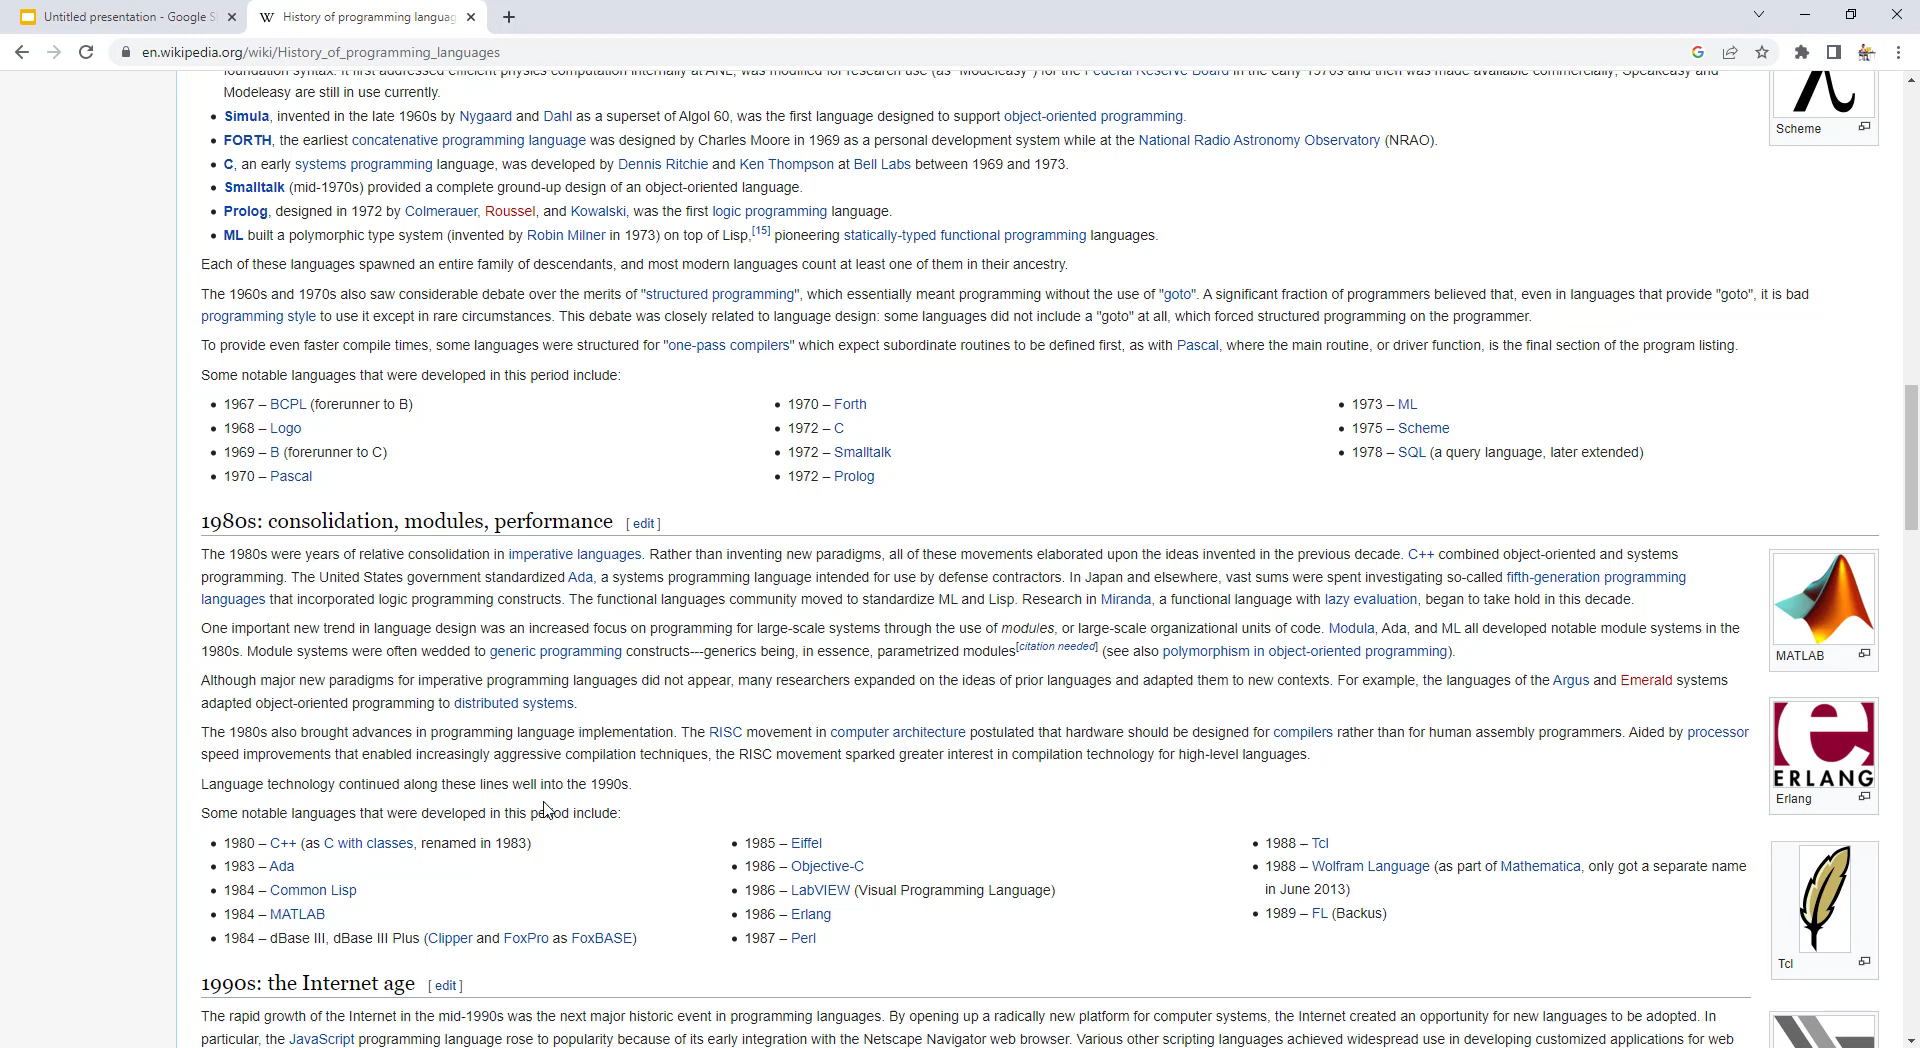 Untitled presentation - Google S
History of programming languag
en.wikipedia.org/wiki/History_of_programming_languages
foundation syntax. It first addressed efficient physics computation internally at ANL, was modified for research use (as "Modeleasy") for the Federal Reserve Board in the early 1970s and then was made available commercially; Speakeasy and
Modeleasy are still in use currently.
• Simula, invented in the late 1960s by Nygaard and Dahl as a superset of Algol 60, was the first language designed to support object-oriented programming.
• FORTH, the earliest concatenative programming language was designed by Charles Moore in 1969 as a personal development system while at the National Radio Astronomy Observatory (NRAO).
• C, an early systems programming language, was developed by Dennis Ritchie and Ken Thompson at Bell Labs between 1969 and 1973.
• Smalltalk (mid-1970s) provided a complete ground-up design of an object-oriented language.
• Prolog, designed in 1972 by Colmerauer, Roussel, and Kowalski, was the first logic programming language.
• ML built a polymorphic type system (invented by Robin Milner in 1973) on top of Lisp,[15] pioneering statically-typed functional programming languages.
Each of these languages spawned an entire family of descendants, and most modern languages count at least one of them in their ancestry.
The 1960s and 1970s also saw considerable debate over the merits of "structured programming", which essentially meant programming without the use of "goto". A significant fraction of programmers believed that, even in languages that provide "goto", it is bad
programming style to use it except in rare circumstances. This debate was closely related to language design: some languages did not include a "goto" at all, which forced structured programming on the programmer.
To provide even faster compile times, some languages were structured for "one-pass compilers" which expect subordinate routines to be defined first, as with Pascal, where the main routine, or driver function, is the final section of the program listing.
Some notable languages that were developed in this period include:
• 1967 – BCPL (forerunner to B)
• 1968 – Logo
• 1969 – B (forerunner to C)
• 1970 – Pascal
• 1970 – Forth
• 1972 – C
• 1972 – Smalltalk
• 1972 – Prolog
• 1973 – ML
• 1975 – Scheme
• 1978 – SQL (a query language, later extended)
Scheme
1980s: consolidation, modules, performance [ edit ]
The 1980s were years of relative consolidation in imperative languages. Rather than inventing new paradigms, all of these movements elaborated upon the ideas invented in the previous decade. C++ combined object-oriented and systems
programming. The United States government standardized Ada, a systems programming language intended for use by defense contractors. In Japan and elsewhere, vast sums were spent investigating so-called fifth-generation programming
languages that incorporated logic programming constructs. The functional languages community moved to standardize ML and Lisp. Research in Miranda, a functional language with lazy evaluation, began to take hold in this decade.
One important new trend in language design was an increased focus on programming for large-scale systems through the use of modules, or large-scale organizational units of code. Modula, Ada, and ML all developed notable module systems in the
1980s. Module systems were often wedded to generic programming constructs---generics being, in essence, parametrized modules[citation needed] (see also polymorphism in object-oriented programming).
Although major new paradigms for imperative programming languages did not appear, many researchers expanded on the ideas of prior languages and adapted them to new contexts. For example, the languages of the Argus and Emerald systems
adapted object-oriented programming to distributed systems.
The 1980s also brought advances in programming language implementation. The RISC movement in computer architecture postulated that hardware should be designed for compilers rather than for human assembly programmers. Aided by processor
speed improvements that enabled increasingly aggressive compilation techniques, the RISC movement sparked greater interest in compilation technology for high-level languages.
Language technology continued along these lines well into the 1990s.
Some notable languages that were developed in this period include:
• 1980 – C++ (as C with classes, renamed in 1983)
• 1983 – Ada
• 1984 – Common Lisp
• 1984 – MATLAB
• 1984 – dBase III, dBase III Plus (Clipper and FoxPro as FoxBASE)
• 1985 – Eiffel
• 1986 – Objective-C
• 1986 – LabVIEW (Visual Programming Language)
• 1986 – Erlang
• 1987 – Perl
• 1988 – Tcl
• 1988 – Wolfram Language (as part of Mathematica, only got a separate name
in June 2013)
• 1989 – FL (Backus)
MATLAB
ERLANG
Erlang
Tcl
1990s: the Internet age [ edit ]
The rapid growth of the Internet in the mid-1990s was the next major historic event in programming languages. By opening up a radically new platform for computer systems, the Internet created an opportunity for new languages to be adopted. In
particular, the JavaScript programming language rose to popularity because of its early integration with the Netscape Navigator web browser. Various other scripting languages achieved widespread use in developing customized applications for web